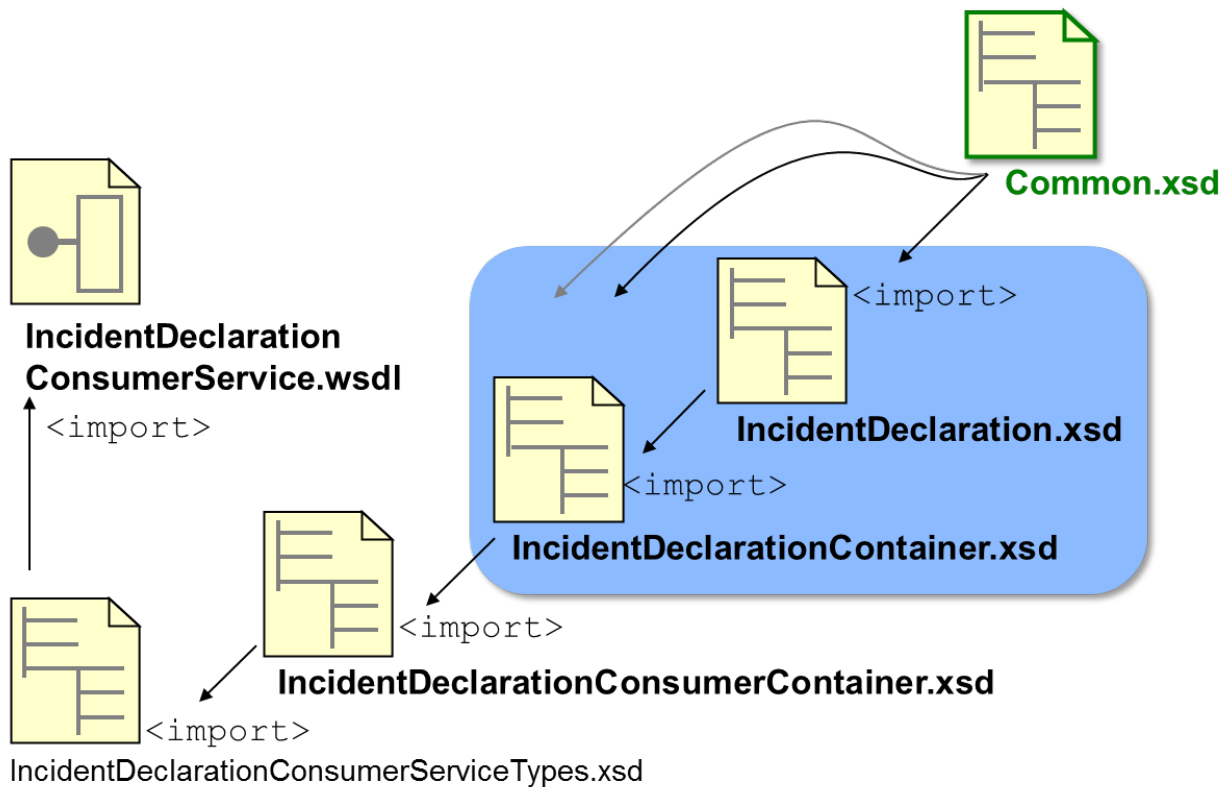 Common.xsd
<import>
IncidentDeclaration
ConsumerService.wsdl
<import>
IncidentDeclaration.xsd
<import>
IncidentDeclarationContainer.xsd
<import>
IncidentDeclarationConsumerContainer.xsd
<import>
IncidentDeclarationConsumerServiceTypes.xsd